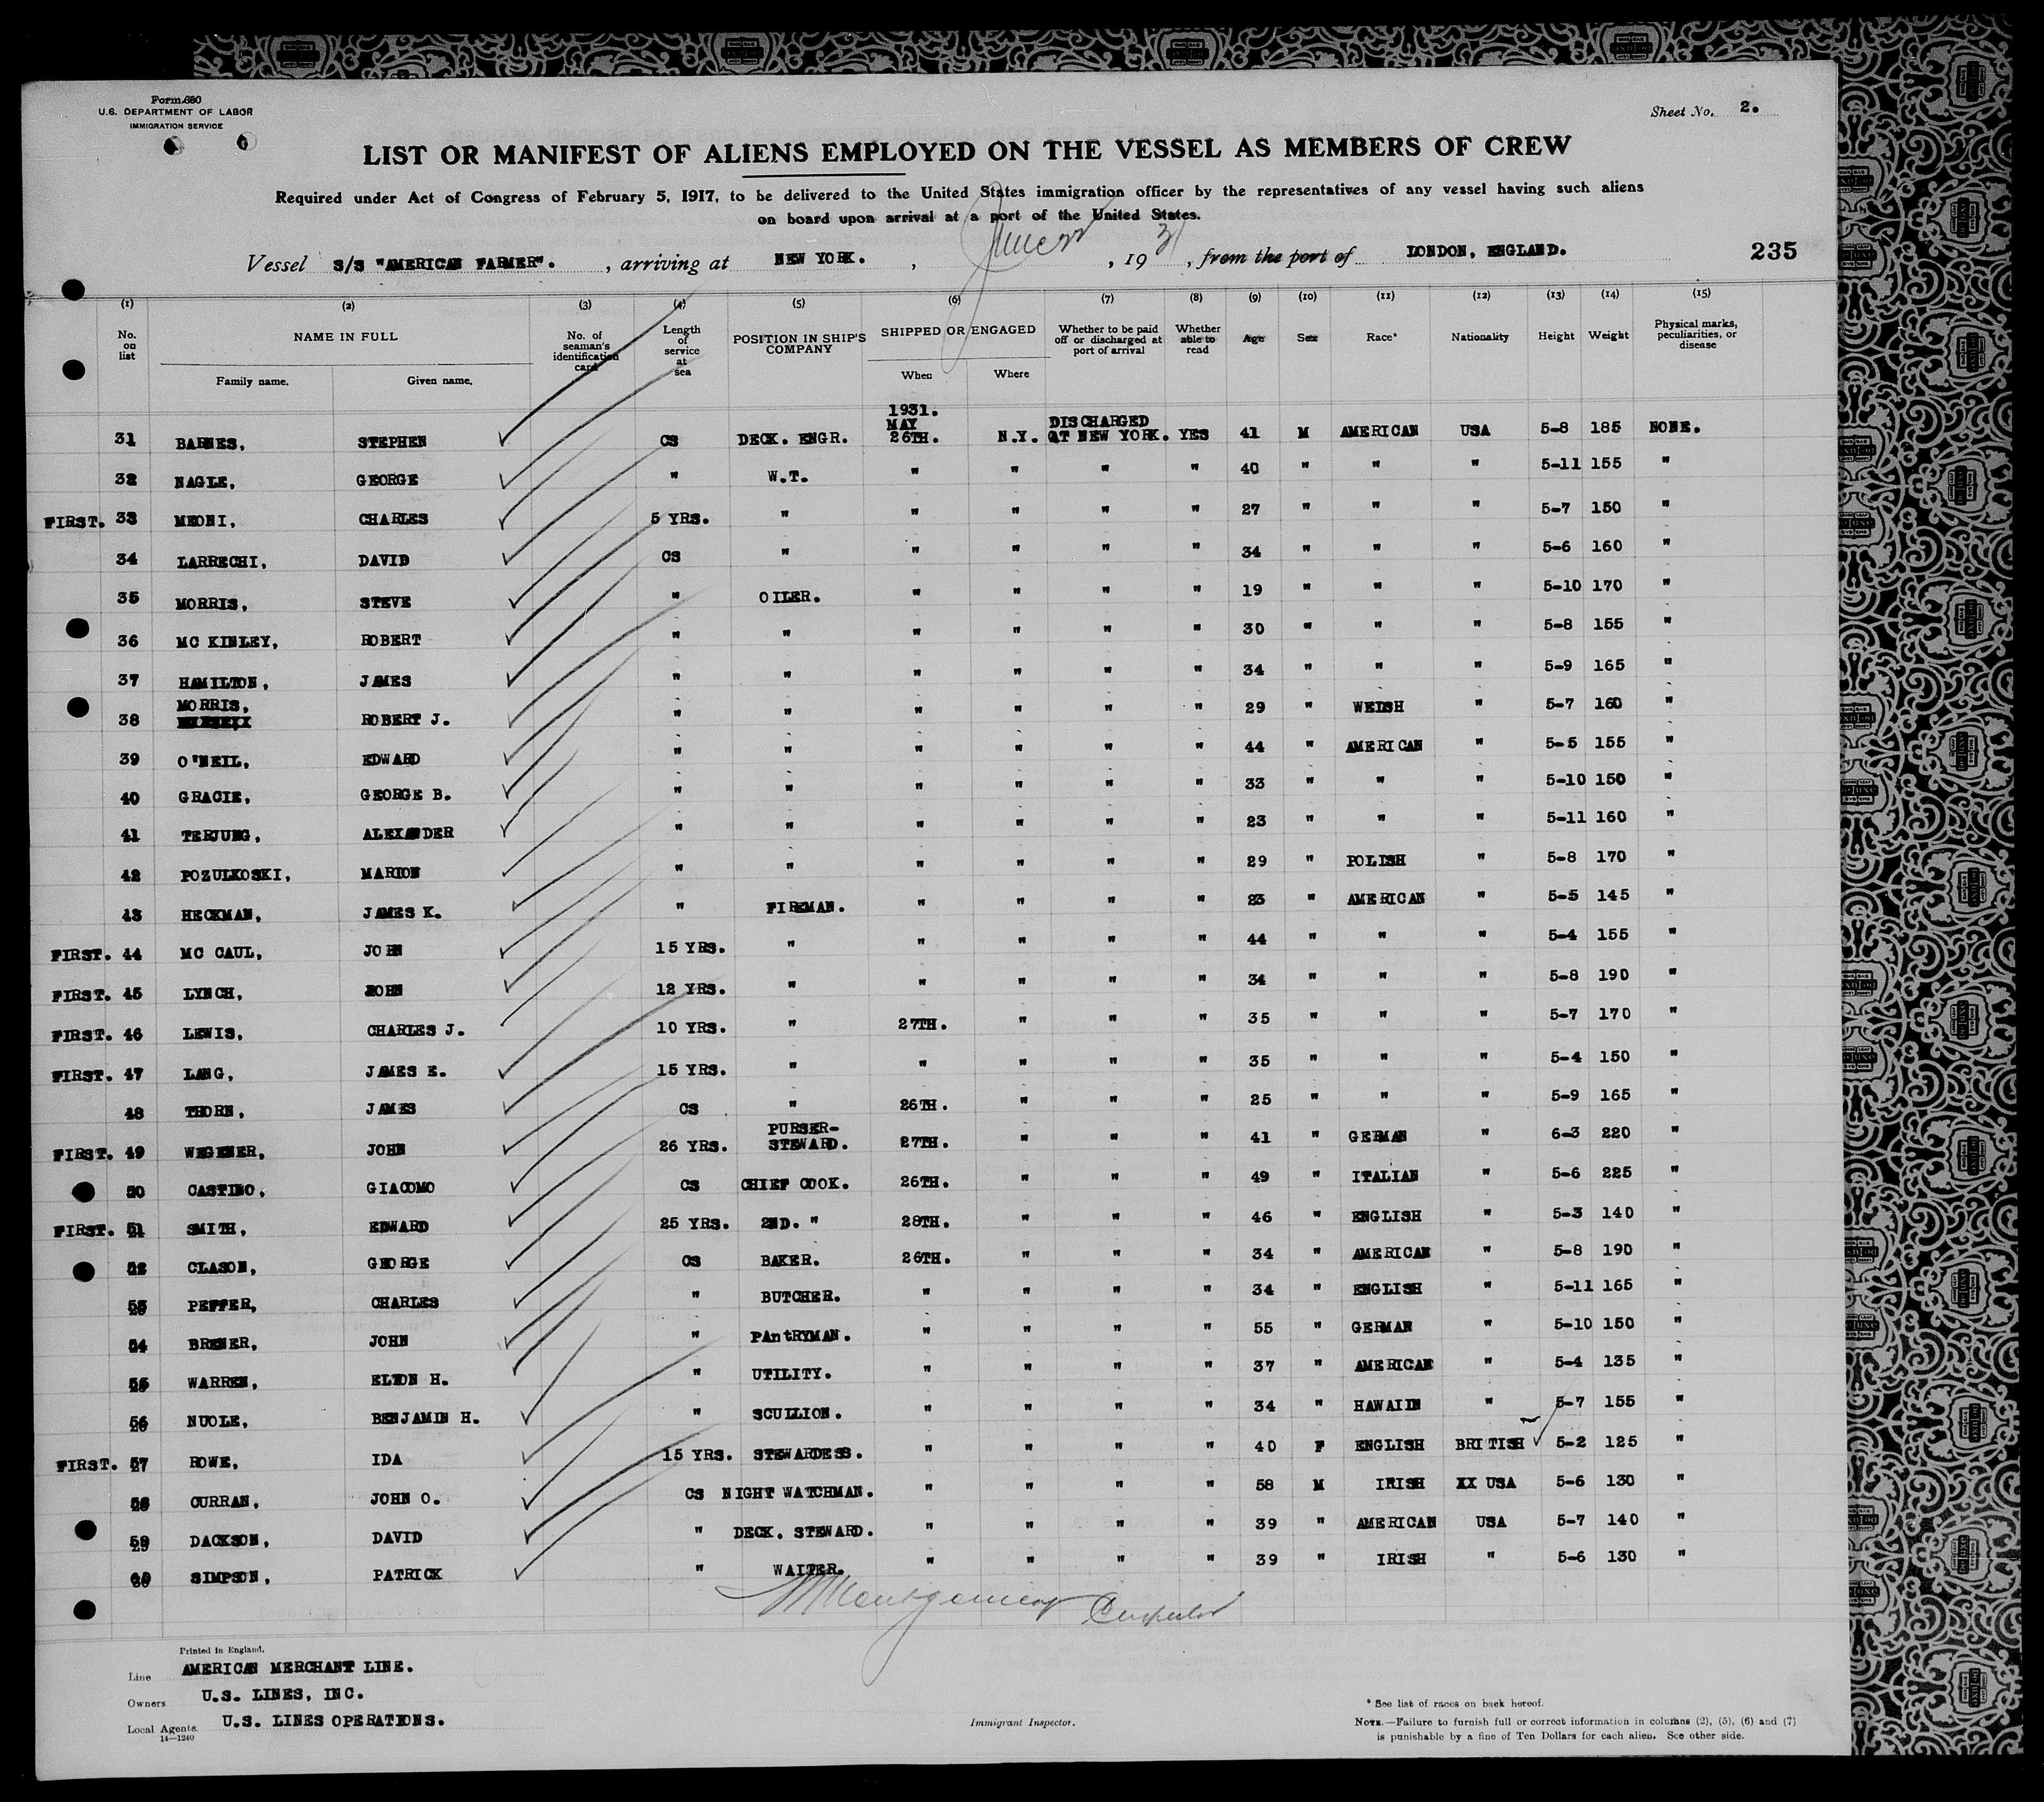 Form 680
U.S. DEPARTMENT OF LABOR
IMMIGRATION SERVICE
Sheet No. 2.
LIST OR MANIFEST OF ALIENS EMPLOYED ON THE VESSEL AS MEMBERS OF CREW
Required under Act of Congress of February 5, 1917, to be delivered to the United States immigration officer by the representatives of any vessel having such aliens
on board upon arrival at a port of the United States.
Vessel S/S "AMERICAN FARMER". , arriving at NEW YORK. , June , 1931 , from the port of LONDON, ENGLAND. 235
(1) (2) (3) (4) (5) (6) (7) (8) (9) (10) (11) (12) (13) (14) (15)
No. on list NAME IN FULL Family name. Given name. No. of seaman's identification card Length of service at sea POSITION IN SHIP'S COMPANY SHIPPED OR ENGAGED When Where Whether to be paid off or discharged at port of arrival Whether able to read Age Sex Race* Nationality Height Weight Physical marks, peculiarities, or disease
31 BARNES, STEPHEN CS DECK. ENGR. 1931. MAY 26TH. N.Y. DISCHARGED QT NEW YORK. YES 41 M AMERICAN USA 5-8 185 NONE.
32 NAGLE, GEORGE " W.T. " " " " 40 " " " 5-11 155 "
FIRST. 33 MEONI, CHARLES 5 YRS. " " " " " 27 " " " 5-7 150 "
34 LARRECHI, DAVID CS " " " " " 34 " " " 5-6 160 "
35 MORRIS, STEVE " OILER. " " " " 19 " " " 5-10 170 "
36 MC KINLEY, ROBERT " " " " " " 30 " " " 5-8 155 "
37 HAMILTON, JAMES " " " " " " 34 " " " 5-9 165 "
38 MORRIS, ROBERT J. " " " " " " 29 " WELSH " 5-7 160 "
39 O'NEIL, EDWARD " " " " " " 44 " AMERICAN " 5-5 155 "
40 GRACIE, GEORGE B. " " " " " " 33 " " " 5-10 150 "
41 TERJUNG, ALEXANDER " " " " " " 23 " " " 5-11 160 "
42 POZULKOSKI, MARION " " " " " " 29 " POLISH " 5-8 170 "
43 HECKMAN, JAMES K. " FIREMAN. " " " " 23 " AMERICAN " 5-5 145 "
FIRST. 44 MC CAUL, JOHN 15 YRS. " " " " " 44 " " " 5-4 155 "
FIRST. 45 LYNCH, JOHN 12 YRS. " " " " " 34 " " " 5-8 190 "
FIRST. 46 LEWIS, CHARLES J. 10 YRS. " 27TH. " " " 35 " " " 5-7 170 "
FIRST. 47 LANG, JAMES E. 15 YRS. " " " " " 35 " " " 5-4 150 "
48 THORN, JAMES CS " 26TH. " " " 25 " " " 5-9 165 "
FIRST. 49 WEGENER, JOHN 26 YRS. PURSER-STEWARD. 27TH. " " " 41 " GERMAN " 6-3 220 "
50 CASTINO, GIACOMO CS CHIEF COOK. 26TH. " " " 49 " ITALIAN " 5-6 225 "
FIRST. 51 SMITH, EDWARD 25 YRS. 2ND. " 28TH. " " " 46 " ENGLISH " 5-3 140 "
52 CLASON, GEORGE CS BAKER. 26TH. " " " 34 " AMERICAN " 5-8 190 "
53 PEFFER, CHARLES " BUTCHER. " " " " 34 " ENGLISH " 5-11 165 "
54 BRENER, JOHN " PAntRYMAN. " " " " 55 " GERMAN " 5-10 150 "
55 WARREN, ELTON H. " UTILITY. " " " " 37 " AMERICAN " 5-4 135 "
56 NUOLE, BENJAMIN H. " SCULLION. " " " " 34 " HAWAIIN " 5-7 155 "
FIRST. 57 ROWE, IDA 15 YRS. STEWARDESS. " " " " 40 F ENGLISH BRITISH 5-2 125 "
58 CURRAN, JOHN O. CS NIGHT WATCHMAN. " " " " 58 M IRISH XX USA 5-6 130 "
59 DACKSON, DAVID " DECK. STEWARD. " " " " 39 " AMERICAN USA 5-7 140 "
60 SIMPSON, PATRICK " WAITER. " " " " 39 " IRISH " 5-6 130 "
Montgomery
Printed in England.
Line AMERICAN MERCHANT LINE.
Owners U.S. LINES, INC.
Local Agents. U.S. LINES OPERATIONS.
14—1240
Immigrant Inspector.
* See list of races on back hereof.
NOTE.—Failure to furnish full or correct information in columns (2), (5), (6) and (7)
is punishable by a fine of Ten Dollars for each alien. See other side.